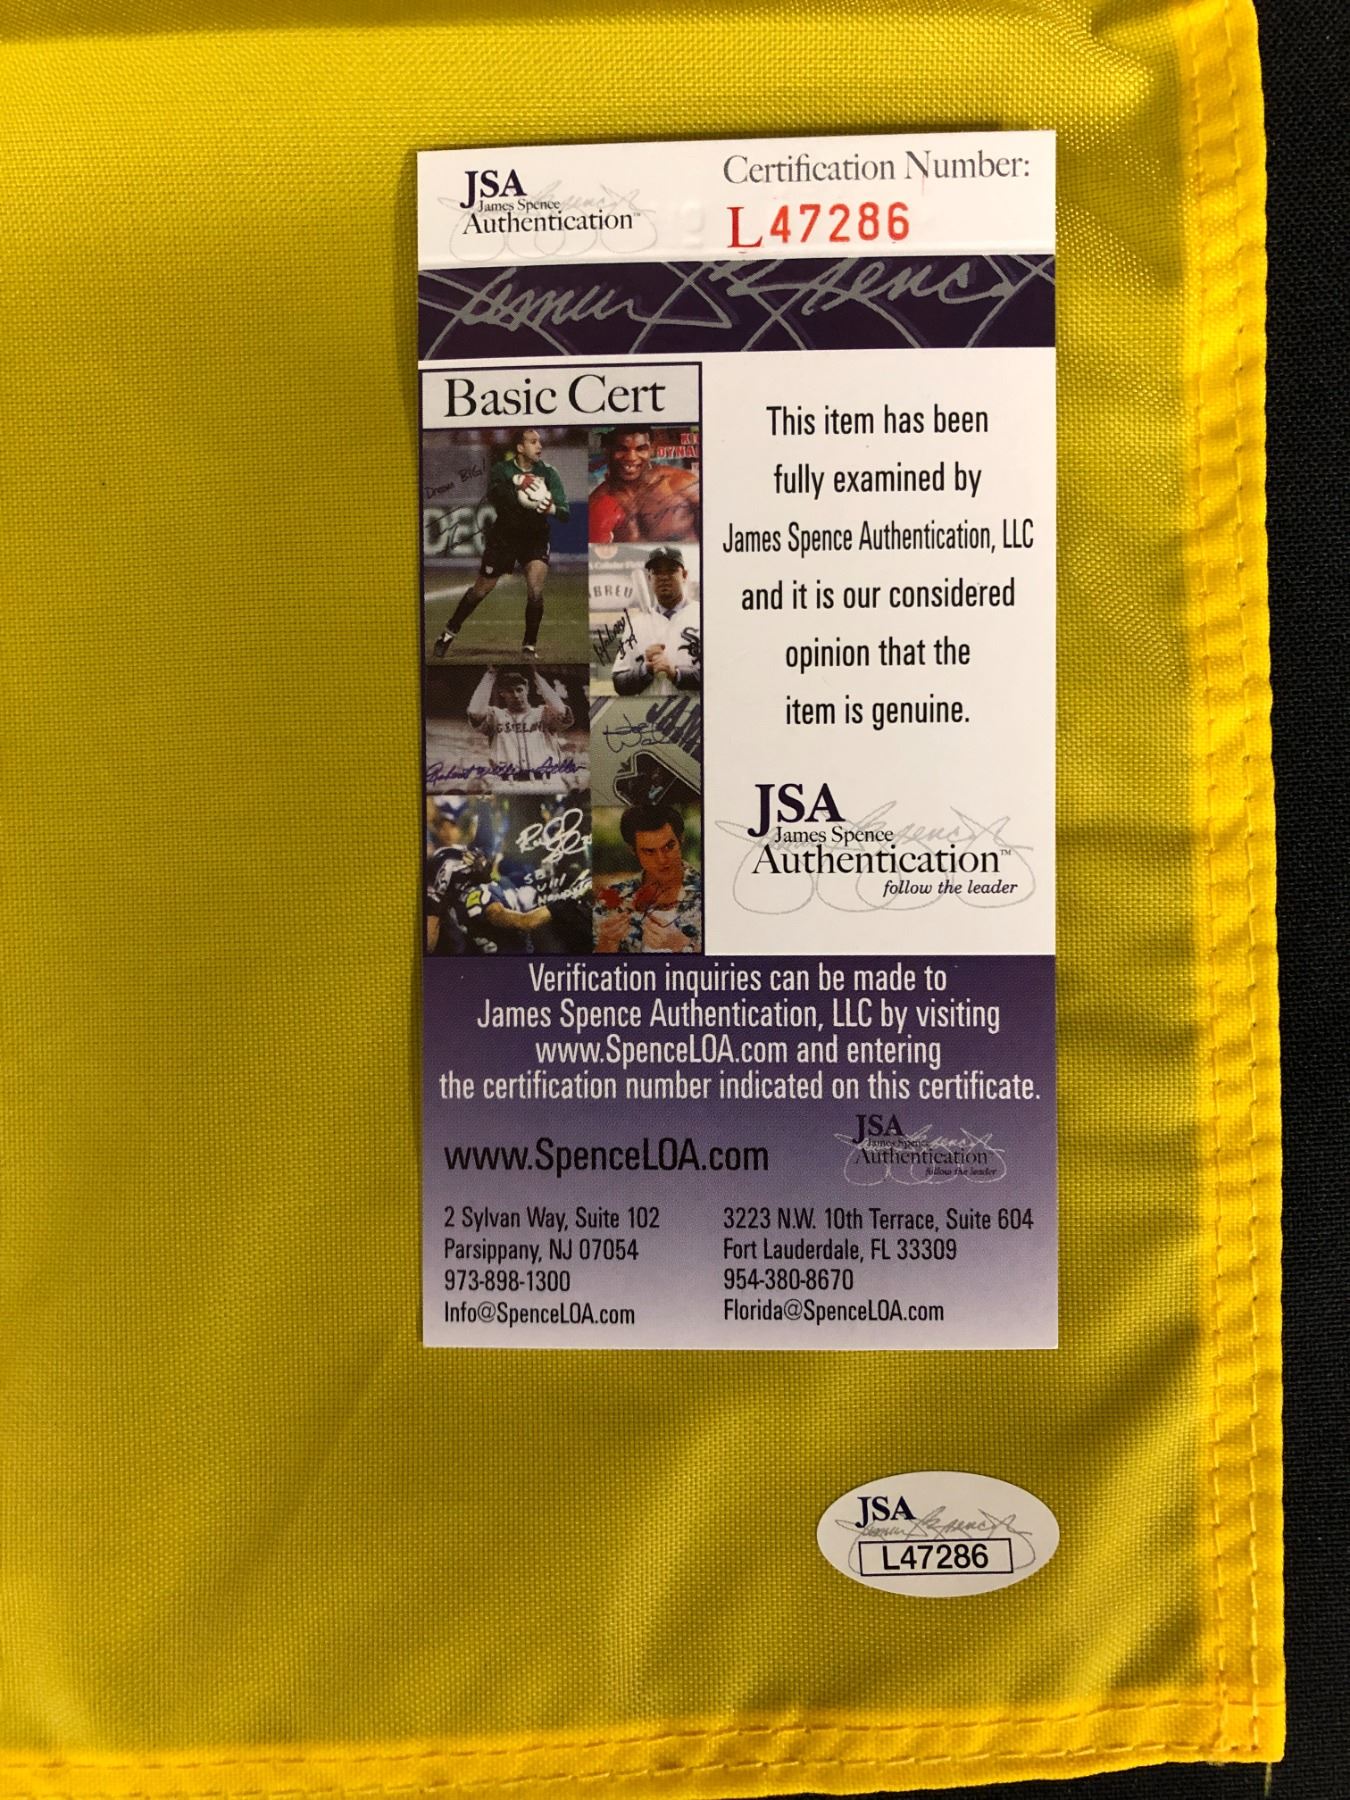 JSA
James Spence
Authentication™
Certification Number:
L47286
Basic Cert
Dream BIG!
ABREU
This item has been
fully examined by
James Spence Authentication, LLC
and it is our considered
opinion that the
item is genuine.
JSA
James Spence
Authentication™
follow the leader
Verification inquiries can be made to
James Spence Authentication, LLC by visiting
www.SpenceLOA.com and entering
the certification number indicated on this certificate.
www.SpenceLOA.com
JSA
James Spence
Authentication
follow the leader
2 Sylvan Way, Suite 102
Parsippany, NJ 07054
973-898-1300
Info@SpenceLOA.com
3223 N.W. 10th Terrace, Suite 604
Fort Lauderdale, FL 33309
954-380-8670
Florida@SpenceLOA.com
JSA
L47286